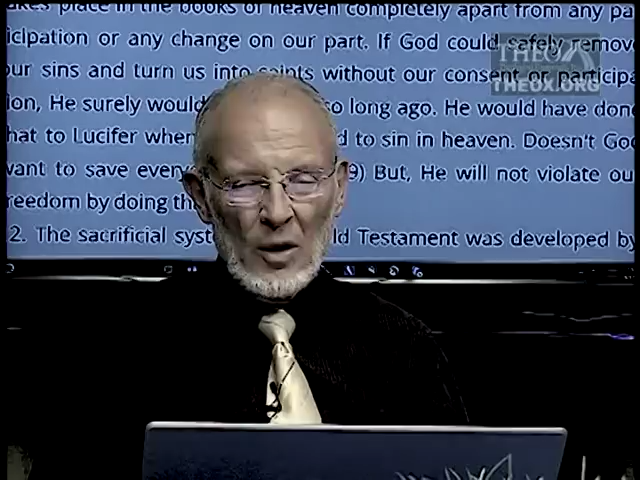 place in the books of heaven completely apart from any pa
icipation or any change on our part. If God could safely remov
our sins and turn us into saints without our consent or participa
ion, He surely would so long ago. He would have done
hat to Lucifer when d to sin in heaven. Doesn't God
want to save every 9) But, He will not violate ou
reedom by doing th
2. The sacrificial syst ld Testament was developed by
THEOX
THEOX.ORG